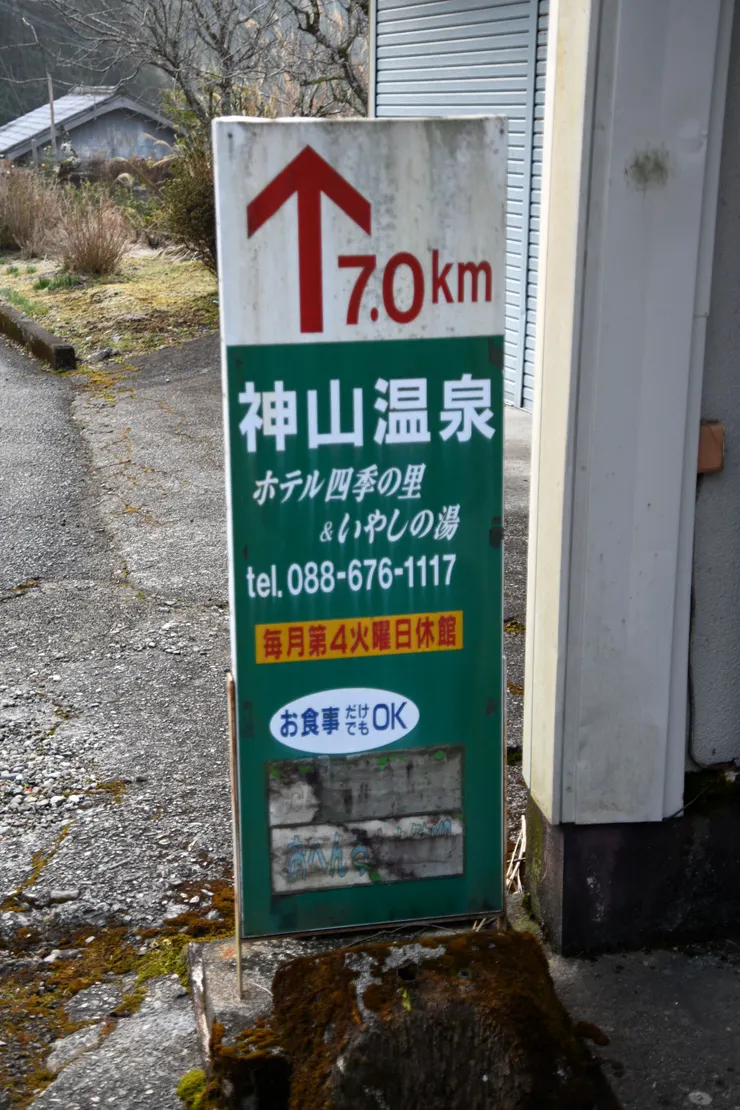 7.0km
神山温泉
ホテル四季の里
&いやしの湯
tel.088-676-1117
毎月第4火曜日休館
お食事だけでもOK